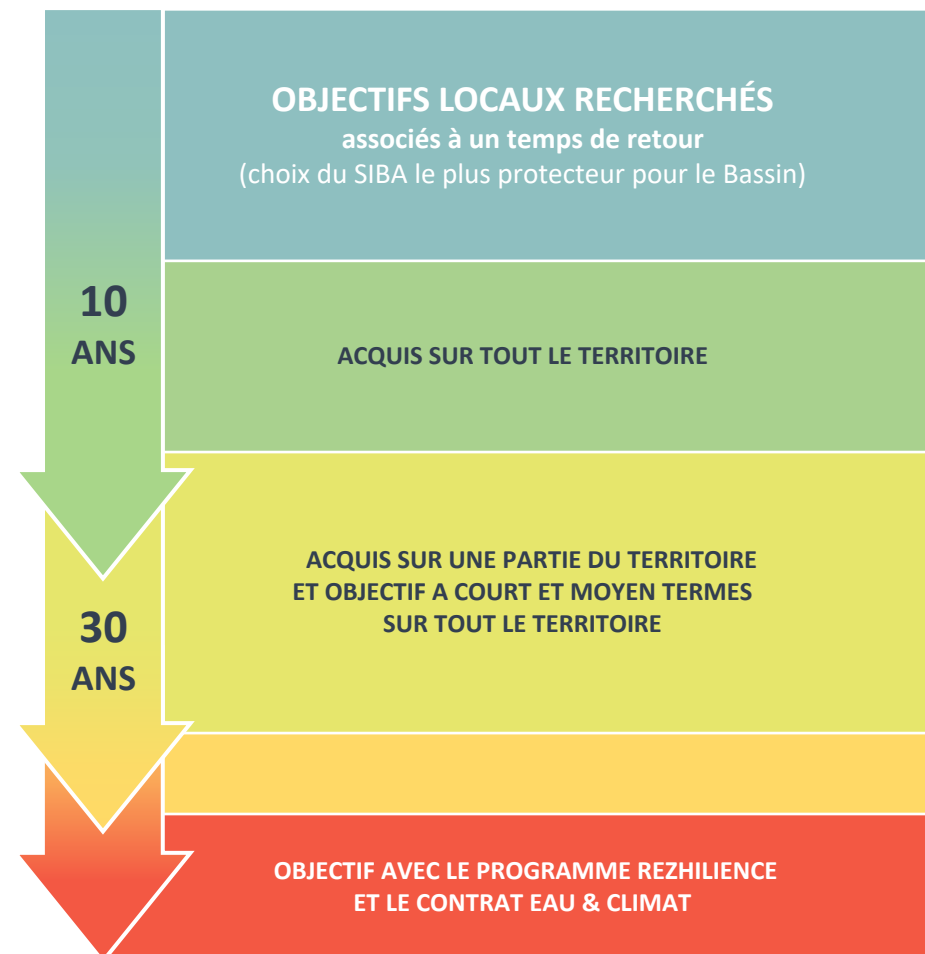 OBJECTIFS LOCAUX RECHERCHÉS
associés à un temps de retour
(choix du SIBA le plus protecteur pour le Bassin)
10
ANS
ACQUIS SUR TOUT LE TERRITOIRE
ACQUIS SUR UNE PARTIE DU TERRITOIRE
ET OBJECTIF A COURT ET MOYEN TERMES
SUR TOUT LE TERRITOIRE
30
ANS
OBJECTIF AVEC LE PROGRAMME REZHILIENCE
ET LE CONTRAT EAU & CLIMAT